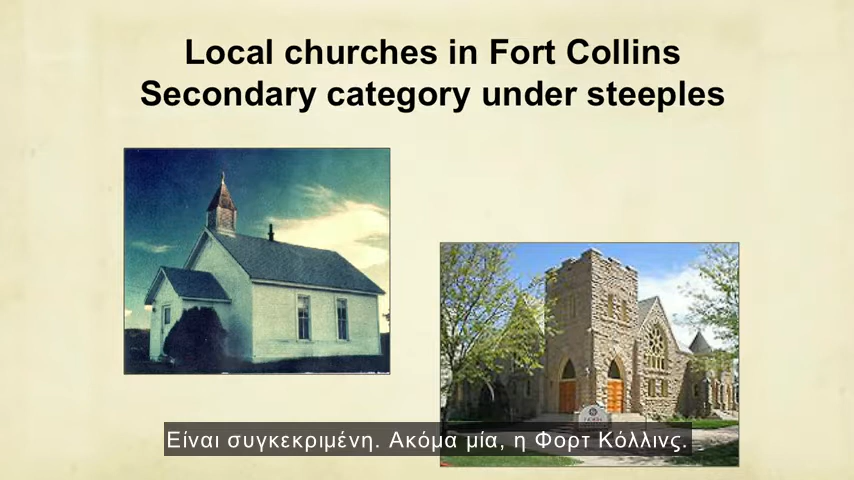 Local churches in Fort Collins
Secondary category under steeples
Είναι συγκεκριμένη. Ακόμα μία, η Φορτ Κόλλινς.